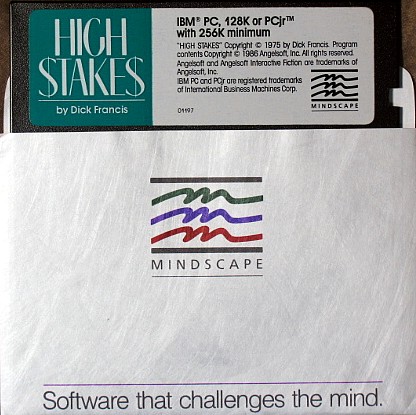 HIGH
STAKES
by Dick Francis
IBM® PC, 128K or PCjr™
with 256K minimum
"HIGH STAKES" Copyright © 1975 by Dick Francis. Program
contents Copyright © 1986 Angelsoft, Inc. All rights reserved.
Angelsoft and Angelsoft Interactive Fiction are trademarks of
Angelsoft, Inc.
IBM PC and PCjr are registered trademarks
of International Business Machines Corp.
01197
MINDSCAPE
MINDSCAPE
Software that challenges the mind.